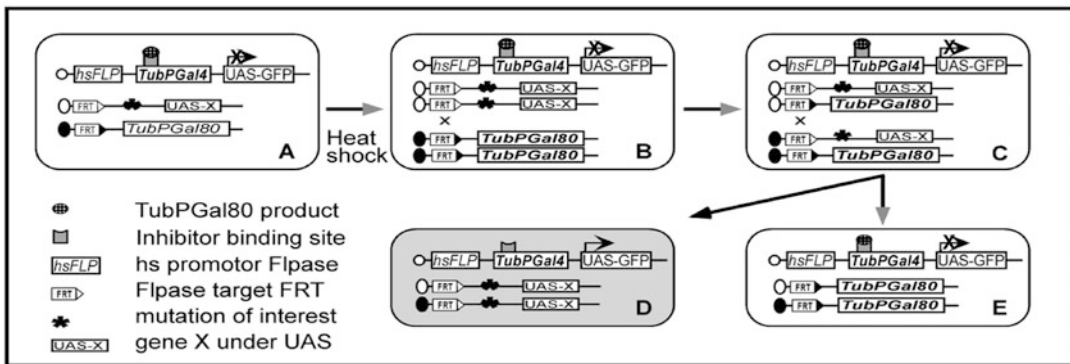 hsFLP TubPGal4 UAS-GFP
FRT UAS-X
FRT TubPGal80
A
Heat
shock
hsFLP TubPGal4 UAS-GFP
FRT UAS-X
FRT UAS-X
x
FRT TubPGal80
FRT TubPGal80
B
hsFLP TubPGal4 UAS-GFP
FRT UAS-X
FRT TubPGal80
x
FRT UAS-X
FRT TubPGal80
C
TubPGal80 product
Inhibitor binding site
hsFLP hs promotor Flpase
FRT Flpase target FRT
mutation of interest
UAS-X gene X under UAS
hsFLP TubPGal4 UAS-GFP
FRT UAS-X
FRT UAS-X
D
hsFLP TubPGal4 UAS-GFP
FRT TubPGal80
FRT TubPGal80
E